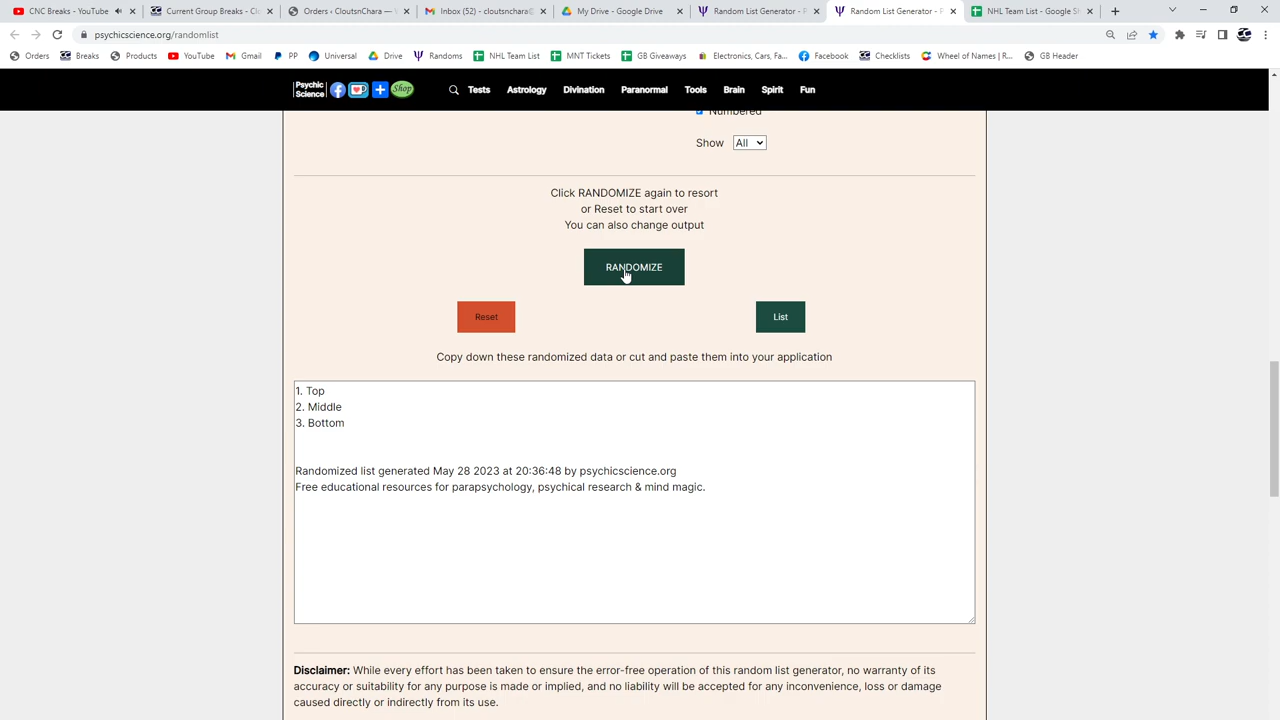 CNC Breaks - YouTube
Current Group Breaks - Cl
Orders ‹ CloutsnChara — V
Inbox (52) - cloutsnchara@
My Drive - Google Drive
Random List Generator - P
Random List Generator - P
NHL Team List - Google Sh
psychicscience.org/randomlist
Orders
Breaks
Products
YouTube
Gmail
PP
Universal
Drive
Randoms
NHL Team List
MNT Tickets
GB Giveaways
Electronics, Cars, Fa...
Facebook
Checklists
Wheel of Names | R...
GB Header
Psychic
Science
Shop
Tests
Astrology
Divination
Paranormal
Tools
Brain
Spirit
Fun
Numbered
Show All
Click RANDOMIZE again to resort
or Reset to start over
You can also change output
RANDOMIZE
Reset
List
Copy down these randomized data or cut and paste them into your application
1. Top
2. Middle
3. Bottom
Randomized list generated May 28 2023 at 20:36:48 by psychicscience.org
Free educational resources for parapsychology, psychical research & mind magic.
Disclaimer: While every effort has been taken to ensure the error-free operation of this random list generator, no warranty of its
accuracy or suitability for any purpose is made or implied, and no liability will be accepted for any inconvenience, loss or damage
caused directly or indirectly from its use.